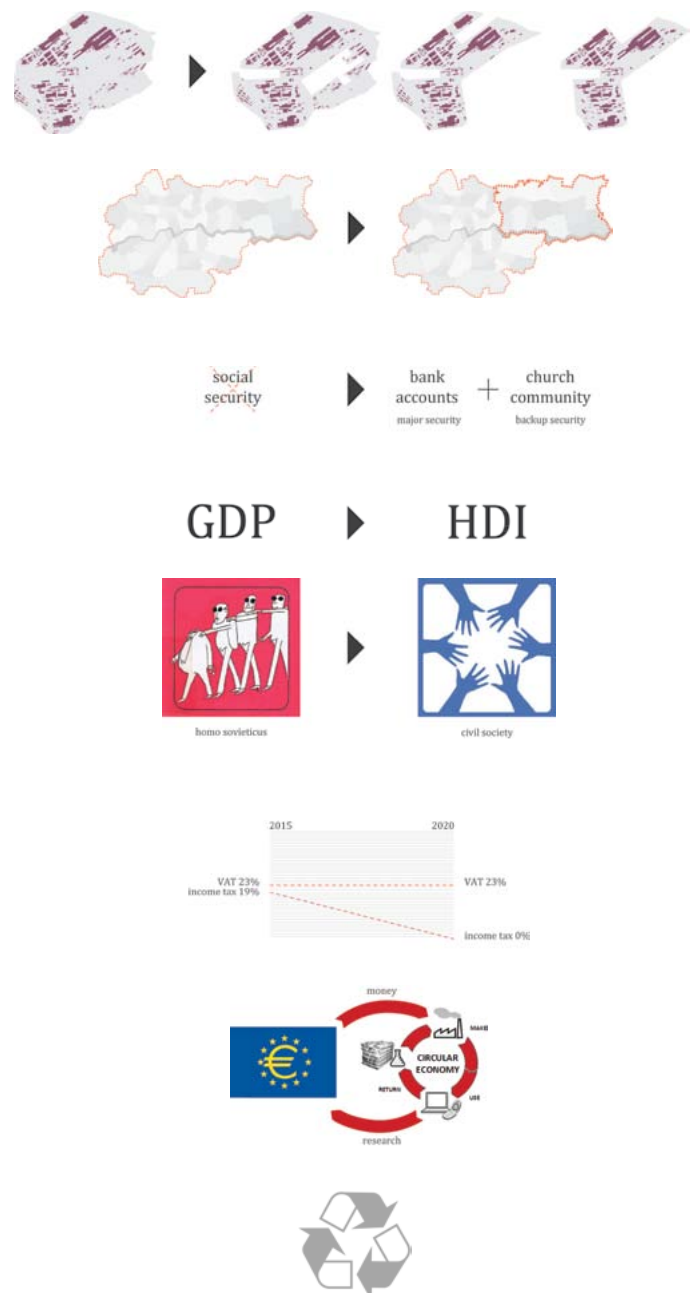 social
security
bank
accounts
major security
+
church
community
backup security
GDP
HDI
homo sovieticus
civil society
2015
2020
VAT 23%
income tax 19%
VAT 23%
income tax 0%
money
MAKE
CIRCULAR
ECONOMY
RETURN
USE
research